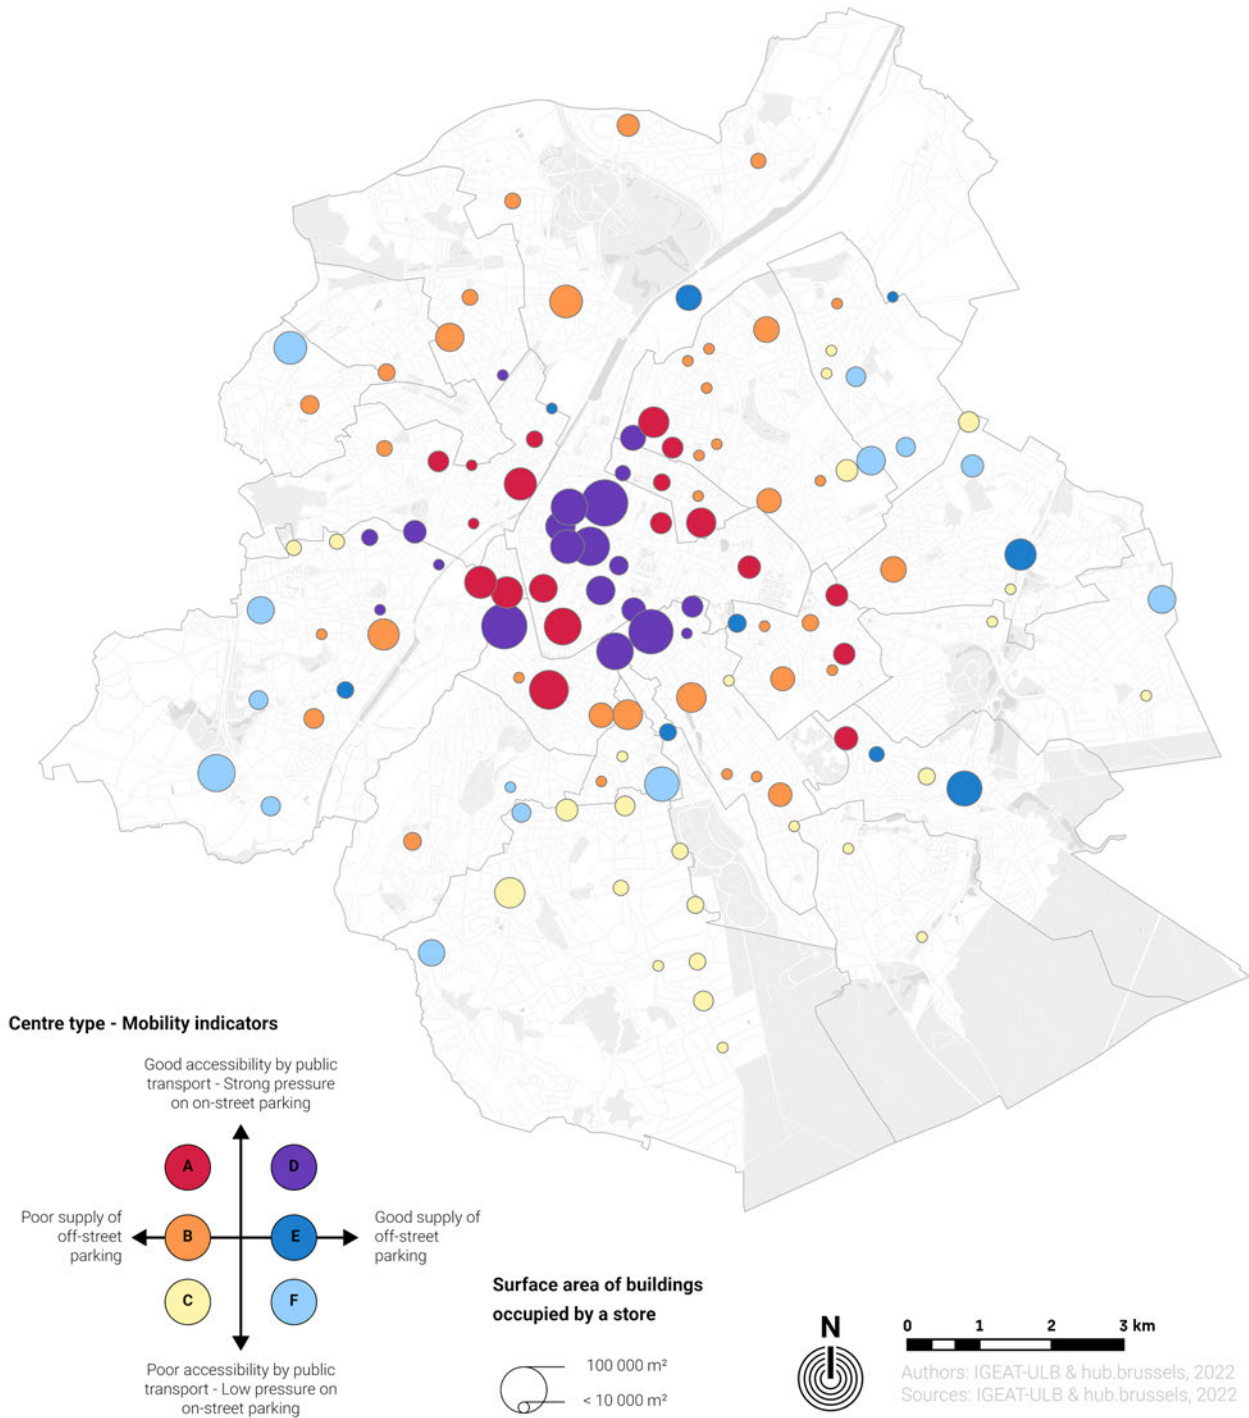 Centre type - Mobility indicators
Good accessibility by public
transport - Strong pressure
on on-street parking
A
D
Poor supply of
off-street
parking
B
E
Good supply of
off-street
parking
C
F
Poor accessibility by public
transport - Low pressure on
on-street parking
Surface area of buildings
occupied by a store
100 000 m²
< 10 000 m²
N
0 1 2 3 km
Authors: IGEAT-ULB & hub.brussels, 2022
Sources: IGEAT-ULB & hub.brussels, 2022